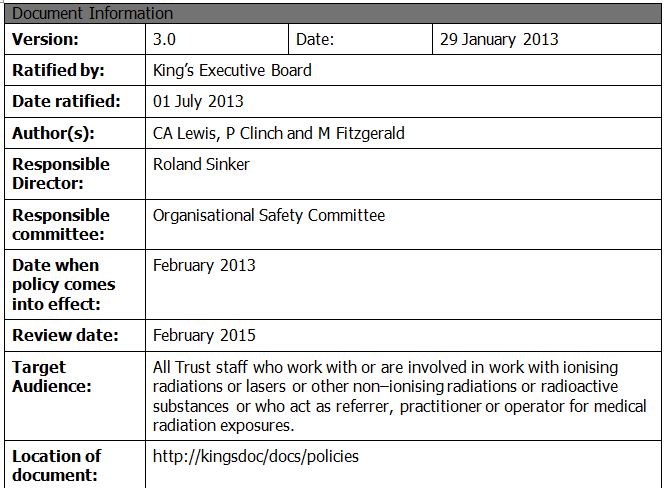 Document Information
Version: 3.0 Date: 29 January 2013
Ratified by: King's Executive Board
Date ratified: 01 July 2013
Author(s): CA Lewis, P Clinch and M Fitzgerald
Responsible Roland Sinker
Director:
Responsible Organisational Safety Committee
committee:
Date when February 2013
policy comes
into effect:
Review date: February 2015
Target All Trust staff who work with or are involved in work with ionising
Audience: radiations or lasers or other non–ionising radiations or radioactive
substances or who act as referrer, practitioner or operator for medical
radiation exposures.
Location of http://kingsdoc/docs/policies
document: